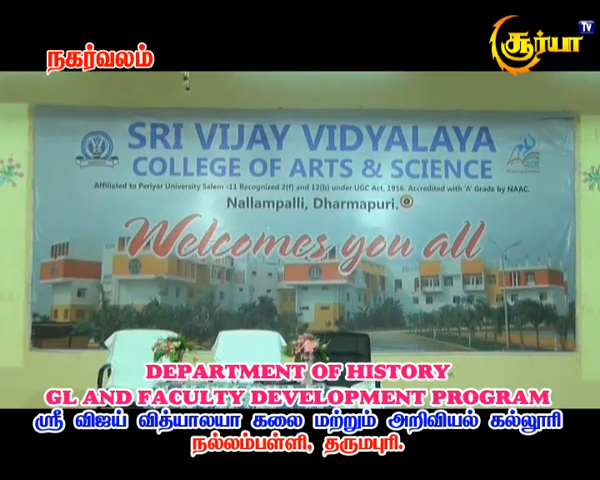 நகர்வலம்
சூர்யா TV
SRI VIJAY VIDYALAYA
COLLEGE OF ARTS & SCIENCE
Affiliated to Periyar University Salem -11 Recognized 2(f) and 12(b) under UGC Act, 1956. Accredited with 'A' Grade by NAAC.
Nallampalli, Dharmapuri.
Welcomes you all
DEPARTMENT OF HISTORY
GL AND FACULTY DEVELOPMENT PROGRAM
ஸ்ரீ விஜய் வித்யாலயா கலை மற்றும் அறிவியல் கல்லூரி
நல்லம்பள்ளி, தருமபுரி.